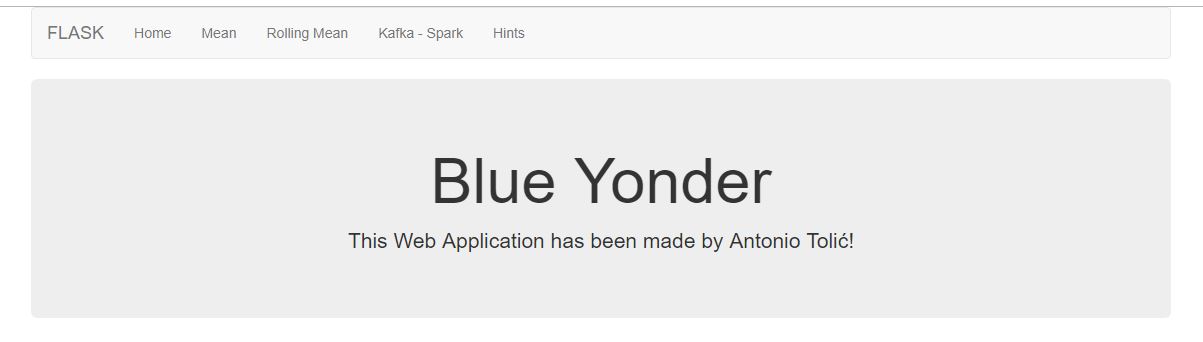 FLASK Home Mean Rolling Mean Kafka - Spark Hints
Blue Yonder
This Web Application has been made by Antonio Tolić!